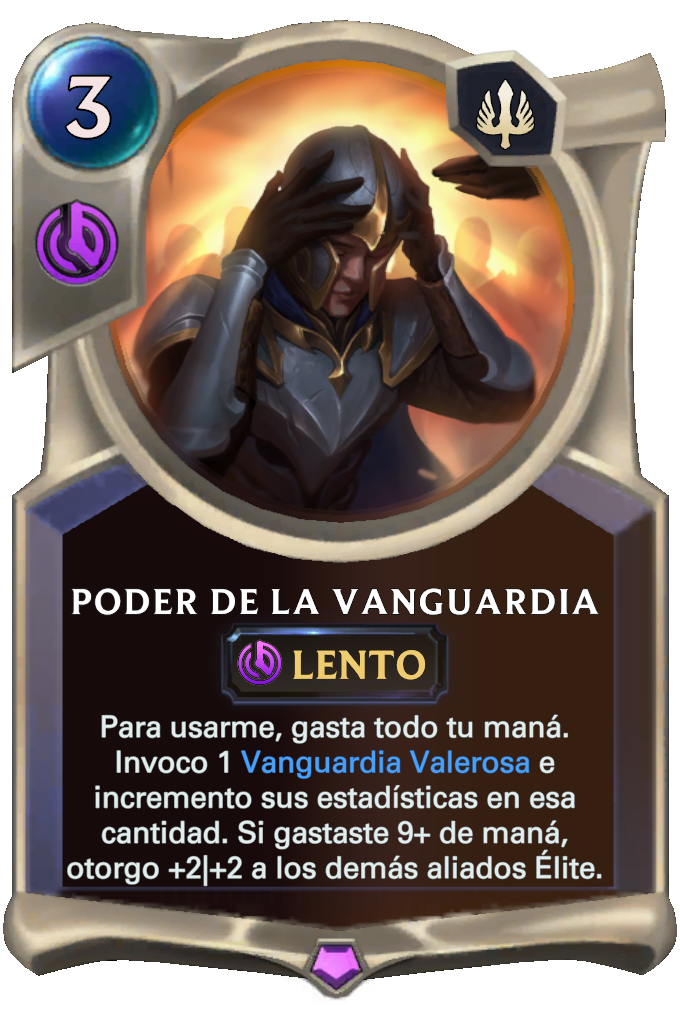 3
PODER DE LA VANGUARDIA
LENTO
Para usarme, gasta todo tu maná.
Invoco 1 Vanguardia Valerosa e
incremento sus estadísticas en esa
cantidad. Si gastaste 9+ de maná,
otorgo +2|+2 a los demás aliados Élite.